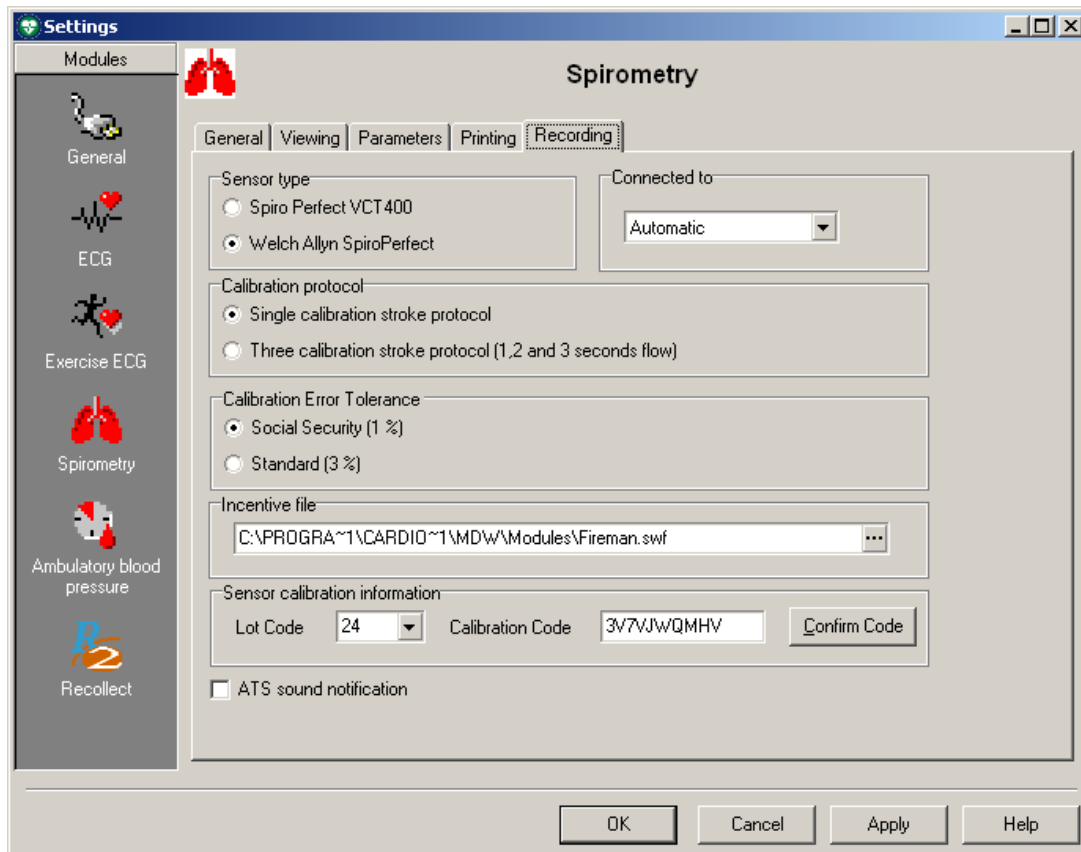 Settings
Modules
General
ECG
Exercise ECG
Spirometry
Ambulatory blood
pressure
Recollect
Spirometry
General Viewing Parameters Printing Recording
Sensor type
Spiro Perfect VCT400
Welch Allyn SpiroPerfect
Connected to
Automatic
Calibration protocol
Single calibration stroke protocol
Three calibration stroke protocol (1,2 and 3 seconds flow)
Calibration Error Tolerance
Social Security (1 %)
Standard (3 %)
Incentive file
C:\PROGRA~1\CARDIO~1\MDW\Modules\Fireman.swf ...
Sensor calibration information
Lot Code 24 Calibration Code 3V7VJWQMHV Confirm Code
ATS sound notification
OK Cancel Apply Help